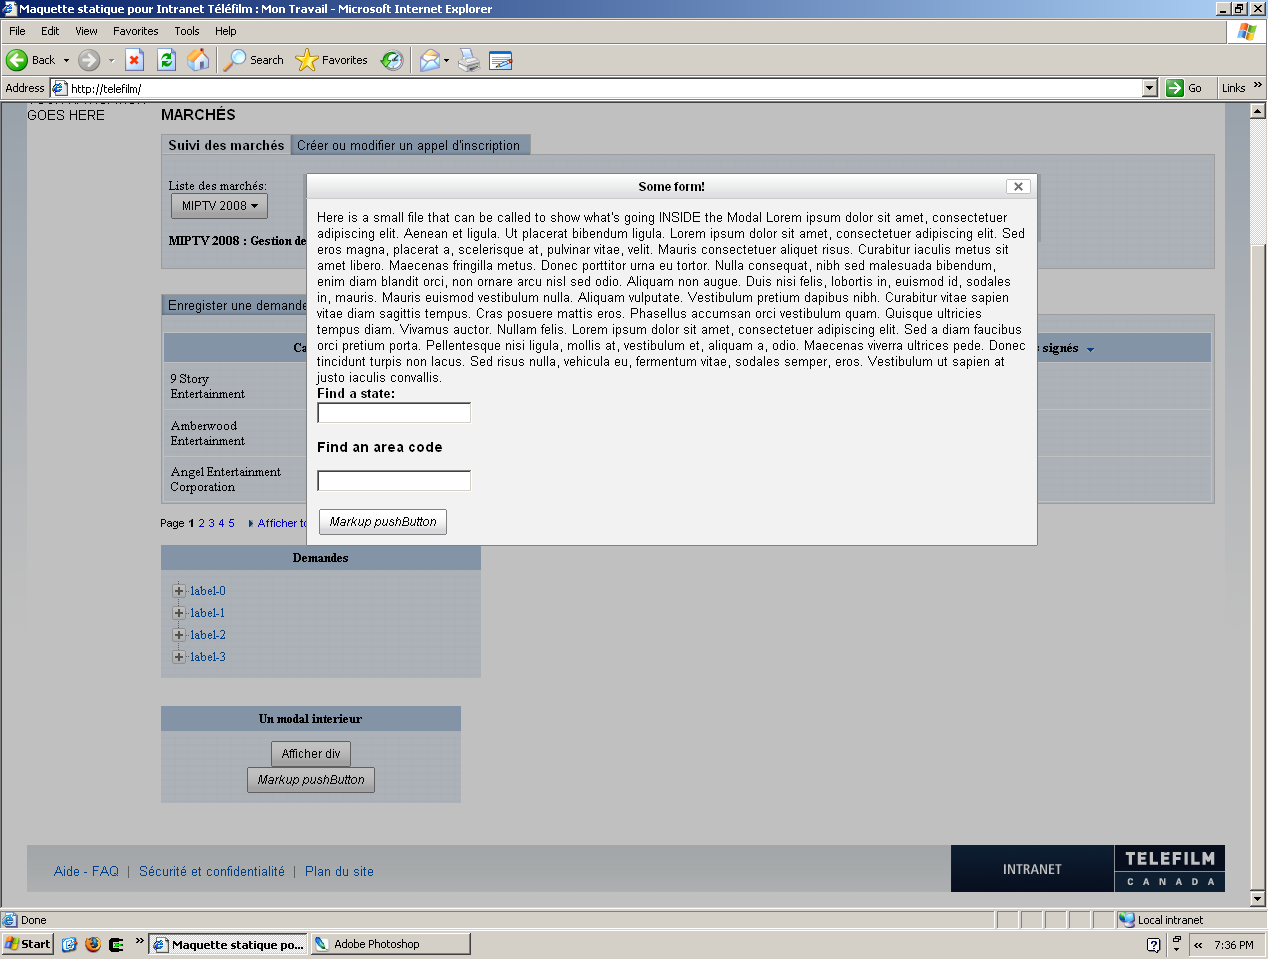 Maquette statique pour Intranet Téléfilm : Mon Travail - Microsoft Internet Explorer
File Edit View Favorites Tools Help
Back Search Favorites
Address http://telefilm/ Go Links »
GOES HERE
MARCHÉS
Suivi des marchés Créer ou modifier un appel d'inscription
Liste des marchés:
MIPTV 2008
MIPTV 2008 : Gestion de
Enregister une demande
Ca
signés
9 Story
Entertainment
Amberwood
Entertainment
Angel Entertainment
Corporation
Page 1 2 3 4 5 Afficher to
Some form!
Here is a small file that can be called to show what's going INSIDE the Modal Lorem ipsum dolor sit amet, consectetuer
adipiscing elit. Aenean et ligula. Ut placerat bibendum ligula. Lorem ipsum dolor sit amet, consectetuer adipiscing elit. Sed
eros magna, placerat a, scelerisque at, pulvinar vitae, velit. Mauris consectetuer aliquet risus. Curabitur iaculis metus sit
amet libero. Maecenas fringilla metus. Donec porttitor urna eu tortor. Nulla consequat, nibh sed malesuada bibendum,
enim diam blandit orci, non ornare arcu nisl sed odio. Aliquam non augue. Duis nisi felis, lobortis in, euismod id, sodales
in, mauris. Mauris euismod vestibulum nulla. Aliquam vulputate. Vestibulum pretium dapibus nibh. Curabitur vitae sapien
vitae diam sagittis tempus. Cras posuere mattis eros. Phasellus accumsan orci vestibulum quam. Quisque ultricies
tempus diam. Vivamus auctor. Nullam felis. Lorem ipsum dolor sit amet, consectetuer adipiscing elit. Sed a diam faucibus
orci pretium porta. Pellentesque nisi ligula, mollis at, vestibulum et, aliquam a, odio. Maecenas viverra ultrices pede. Donec
tincidunt turpis non lacus. Sed risus nulla, vehicula eu, fermentum vitae, sodales semper, eros. Vestibulum ut sapien at
justo iaculis convallis.
Find a state:
Find an area code
Markup pushButton
Demandes
label-0
label-1
label-2
label-3
Un modal interieur
Afficher div
Markup pushButton
Aide - FAQ | Sécurité et confidentialité | Plan du site
INTRANET
TELEFILM
CANADA
Done Local intranet
Start » Maquette statique po... Adobe Photoshop « 7:36 PM